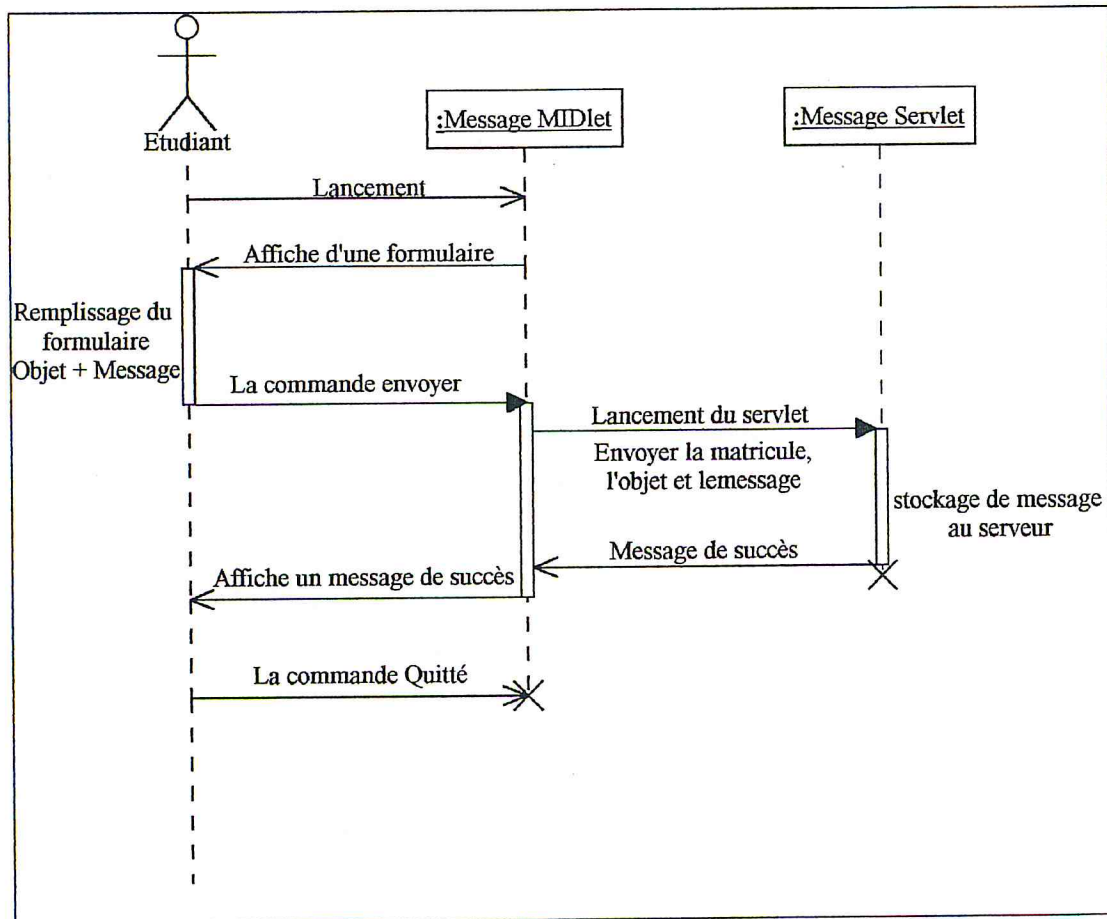 Etudiant
:Message MIDlet
:Message Servlet
Lancement
Affiche d'une formulaire
Remplissage du
formulaire
Objet + Message
La commande envoyer
Lancement du servlet
Envoyer la matricule,
l'objet et lemessage
stockage de message
au serveur
Message de succès
Affiche un message de succès
La commande Quitté